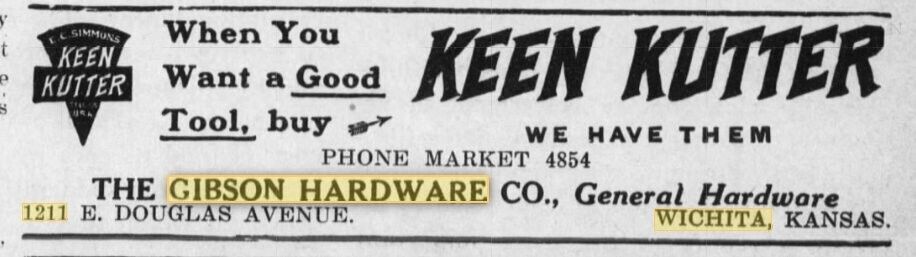 E.C. SIMMONS
KEEN
KUTTER
U.S.A.
When You
Want a Good
Tool, buy
KEEN KUTTER
WE HAVE THEM
PHONE MARKET 4854
THE GIBSON HARDWARE CO., General Hardware
1211 E. DOUGLAS AVENUE.
WICHITA, KANSAS.